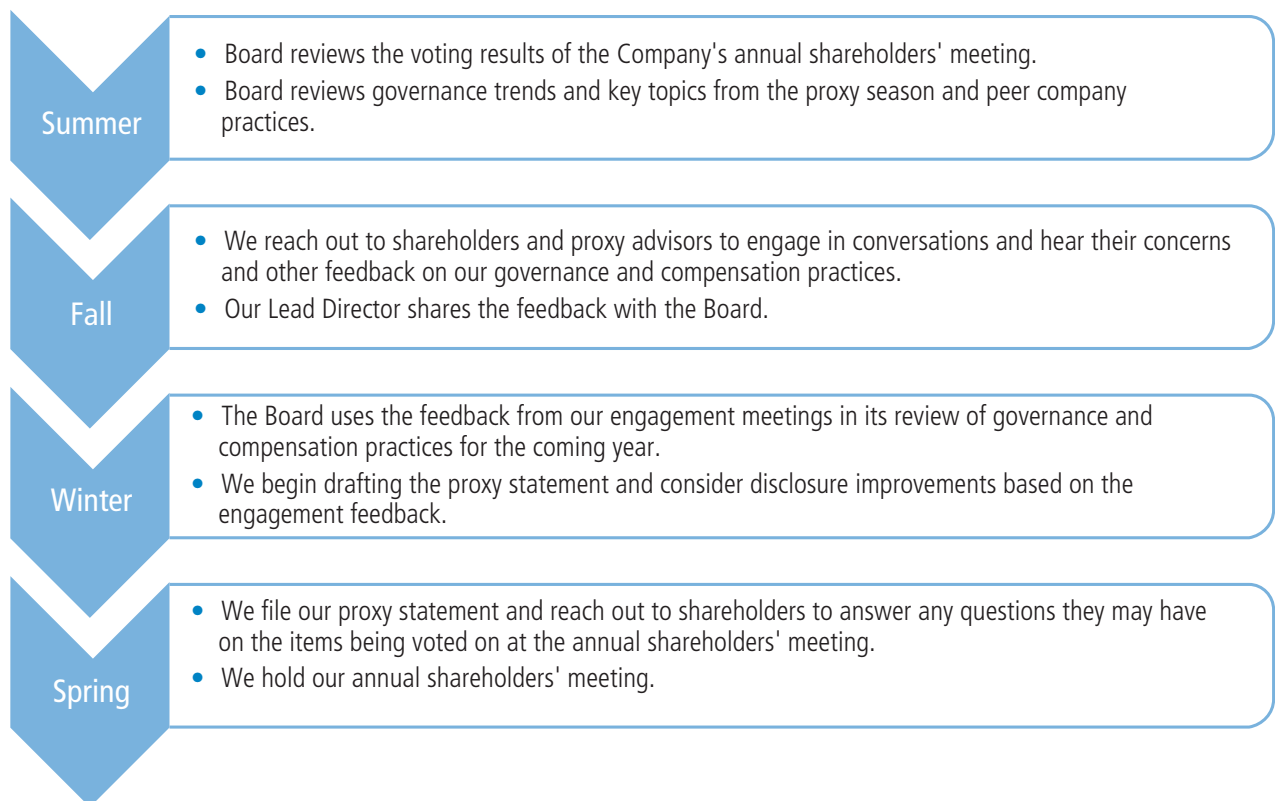 Summer
• Board reviews the voting results of the Company's annual shareholders' meeting.
• Board reviews governance trends and key topics from the proxy season and peer company
practices.
Fall
• We reach out to shareholders and proxy advisors to engage in conversations and hear their concerns
and other feedback on our governance and compensation practices.
• Our Lead Director shares the feedback with the Board.
Winter
• The Board uses the feedback from our engagement meetings in its review of governance and
compensation practices for the coming year.
• We begin drafting the proxy statement and consider disclosure improvements based on the
engagement feedback.
Spring
• We file our proxy statement and reach out to shareholders to answer any questions they may have
on the items being voted on at the annual shareholders' meeting.
• We hold our annual shareholders' meeting.